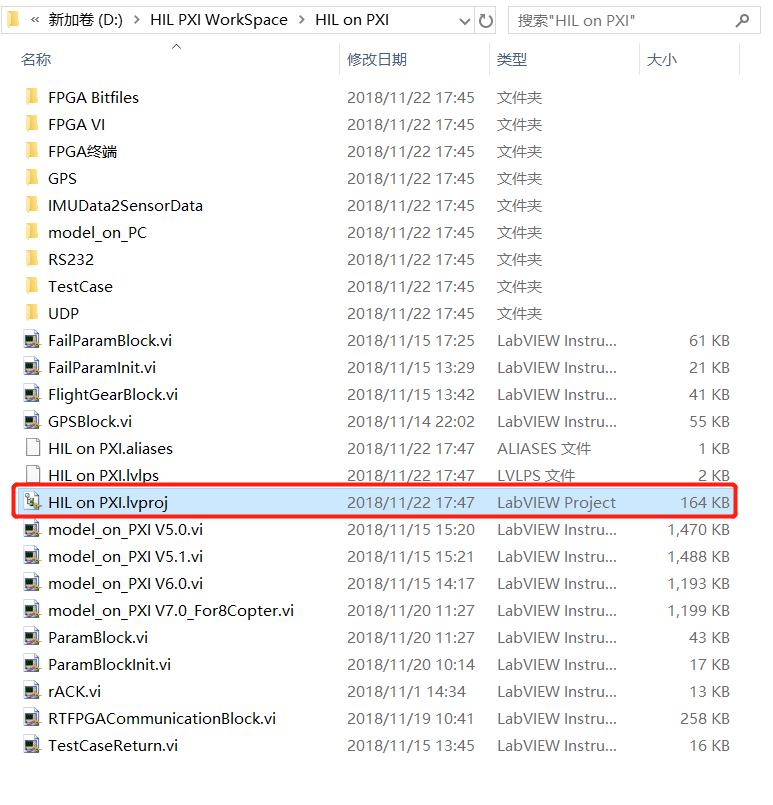 « 新加卷 (D:) › HIL PXI WorkSpace › HIL on PXI 搜索"HIL on PXI"
名称 修改日期 类型 大小
FPGA Bitfiles 2018/11/22 17:45 文件夹
FPGA VI 2018/11/22 17:45 文件夹
FPGA终端 2018/11/22 17:45 文件夹
GPS 2018/11/22 17:45 文件夹
IMUData2SensorData 2018/11/22 17:45 文件夹
model_on_PC 2018/11/22 17:45 文件夹
RS232 2018/11/22 17:45 文件夹
TestCase 2018/11/22 17:45 文件夹
UDP 2018/11/22 17:45 文件夹
FailParamBlock.vi 2018/11/15 17:25 LabVIEW Instru... 61 KB
FailParamInit.vi 2018/11/15 13:29 LabVIEW Instru... 21 KB
FlightGearBlock.vi 2018/11/15 13:42 LabVIEW Instru... 41 KB
GPSBlock.vi 2018/11/14 22:02 LabVIEW Instru... 55 KB
HIL on PXI.aliases 2018/11/22 17:47 ALIASES 文件 1 KB
HIL on PXI.lvlps 2018/11/22 17:47 LVLPS 文件 2 KB
HIL on PXI.lvproj 2018/11/22 17:47 LabVIEW Project 164 KB
model_on_PXI V5.0.vi 2018/11/15 15:20 LabVIEW Instru... 1,470 KB
model_on_PXI V5.1.vi 2018/11/15 15:21 LabVIEW Instru... 1,488 KB
model_on_PXI V6.0.vi 2018/11/15 14:17 LabVIEW Instru... 1,193 KB
model_on_PXI V7.0_For8Copter.vi 2018/11/20 11:27 LabVIEW Instru... 1,199 KB
ParamBlock.vi 2018/11/20 11:27 LabVIEW Instru... 43 KB
ParamBlockInit.vi 2018/11/20 10:14 LabVIEW Instru... 17 KB
rACK.vi 2018/11/1 14:34 LabVIEW Instru... 13 KB
RTFPGACommunicationBlock.vi 2018/11/19 10:41 LabVIEW Instru... 258 KB
TestCaseReturn.vi 2018/11/15 13:45 LabVIEW Instru... 16 KB